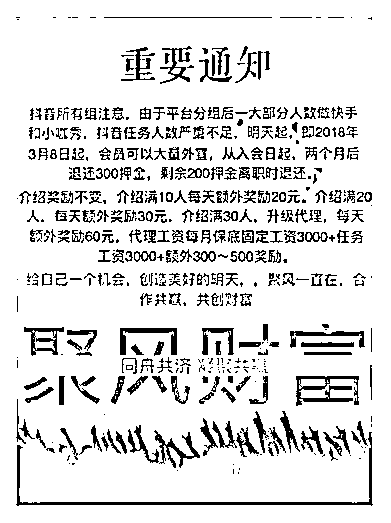 重要通知
抖音所有组注意，由于平台分组后一大部分人数做快手
和小咖秀，抖音任务人数严重不足，明天起，即2018年
3月8日起，会员可以大量外宣，从入会日起，两个月后
退还300押金，剩余200押金离职时退还。
介绍奖励不变，介绍满10人每天额外奖励20元。介绍满20
人，每天额外奖励30元，介绍满30人，升级代理，每天
额外奖励60元，代理工资每月保底固定工资3000+任务
工资3000+额外300～500奖励。
给自己一个机会，创造美好的明天，，聚风一直在，合
作共赢，共创财富
聚风财富
同舟共济 凝聚共赢